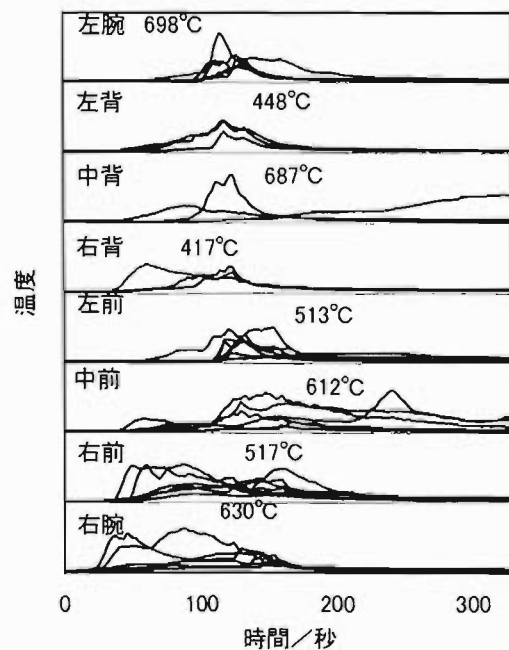 左腕 698℃
左背 448℃
中背 687℃
右背 417℃
左前 513℃
中前 612℃
右前 517℃
右腕 630℃
温度
0 100 200 300
時間／秒